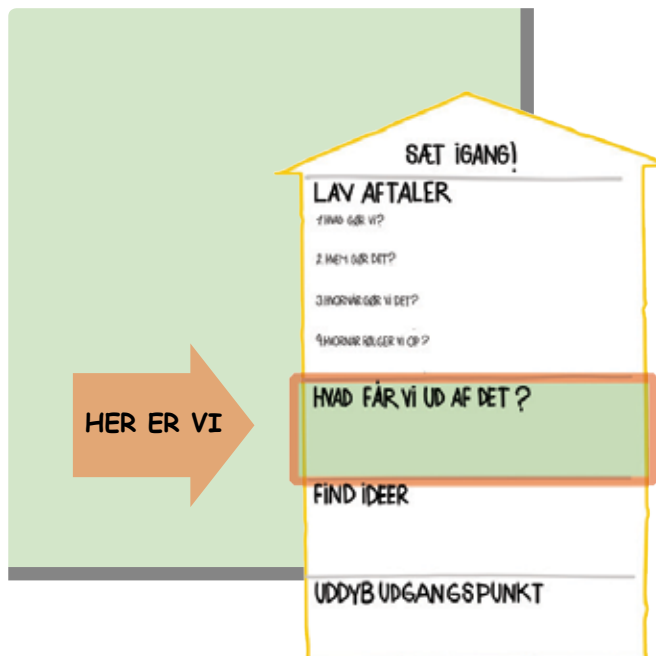 SÆT IGANG!
LAV AFTALER
1 HVAD GØR VI?
2. HVEM GØR DET?
3. HVORNÅR GØR VI DET?
4. HVORNÅR FØLGER VI OP?
HVAD FÅR VI UD AF DET?
HER ER VI
FIND IDEER
UDDYB UDGANGSPUNKT